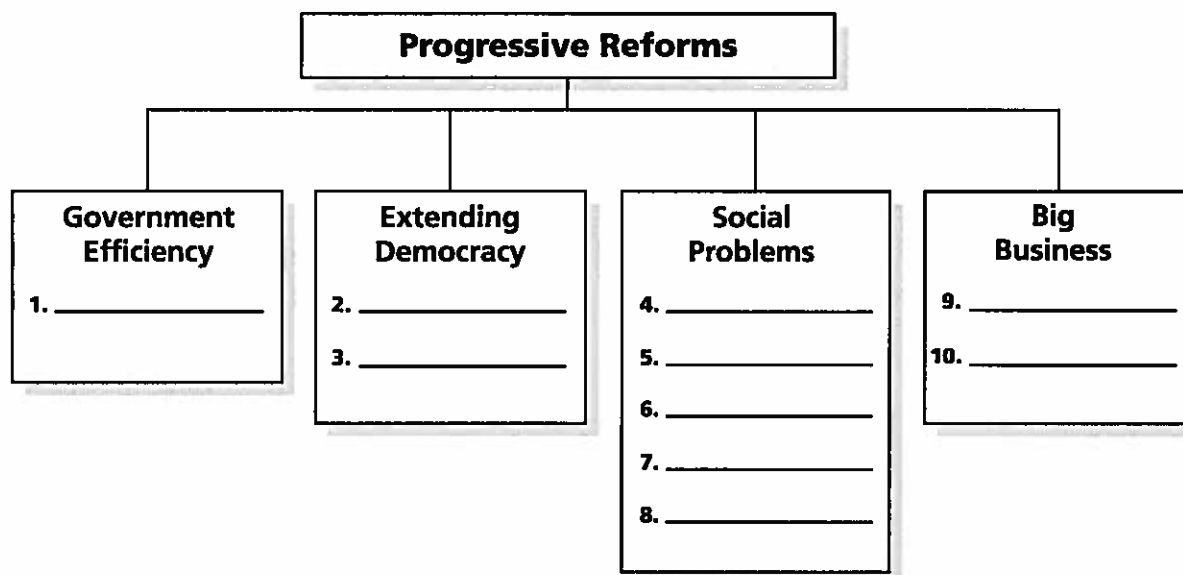 Progressive Reforms
Government
Efficiency
1.
Extending
Democracy
2.
3.
Social
Problems
4.
5.
6.
7.
8.
Big
Business
9.
10.